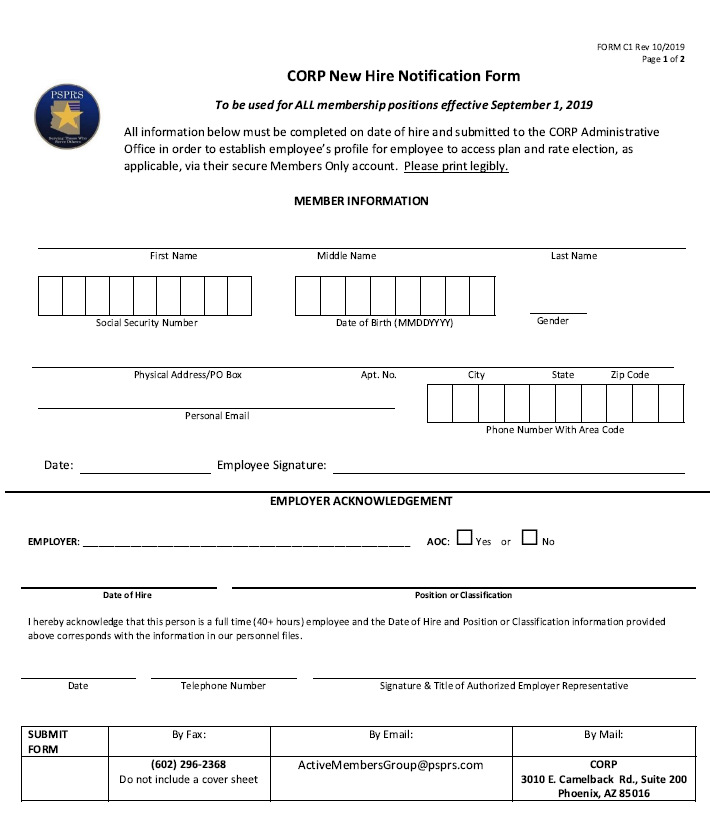 FORM C1 Rev 10/2019
Page 1 of 2
CORP New Hire Notification Form
PSPRS
To be used for ALL membership positions effective September 1, 2019
All information below must be completed on date of hire and submitted to the CORP Administrative
Office in order to establish employee's profile for employee to access plan and rate election, as
applicable, via their secure Members Only account. Please print legibly.
MEMBER INFORMATION
First Name Middle Name Last Name
Social Security Number Date of Birth (MMDDYYYY) Gender
Physical Address/PO Box Apt. No. City State Zip Code
Personal Email
Phone Number With Area Code
Date: Employee Signature:
EMPLOYER ACKNOWLEDGEMENT
EMPLOYER: AOC: Yes or No
Date of Hire Position or Classification
I hereby acknowledge that this person is a full time (40+ hours) employee and the Date of Hire and Position or Classification information provided
above corresponds with the information in our personnel files.
Date Telephone Number Signature & Title of Authorized Employer Representative
SUBMIT FORM
By Fax: By Email: By Mail:
(602) 296-2368 ActiveMembersGroup@psprs.com CORP
Do not include a cover sheet 3010 E. Camelback Rd., Suite 200
Phoenix, AZ 85016